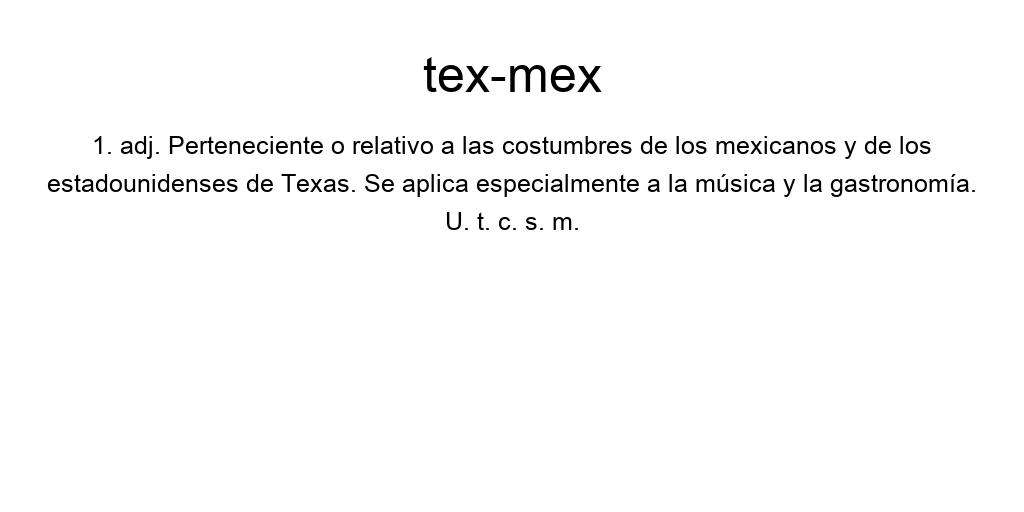 tex-mex
1. adj. Perteneciente o relativo a las costumbres de los mexicanos y de los
estadounidenses de Texas. Se aplica especialmente a la música y la gastronomía.
U. t. c. s. m.